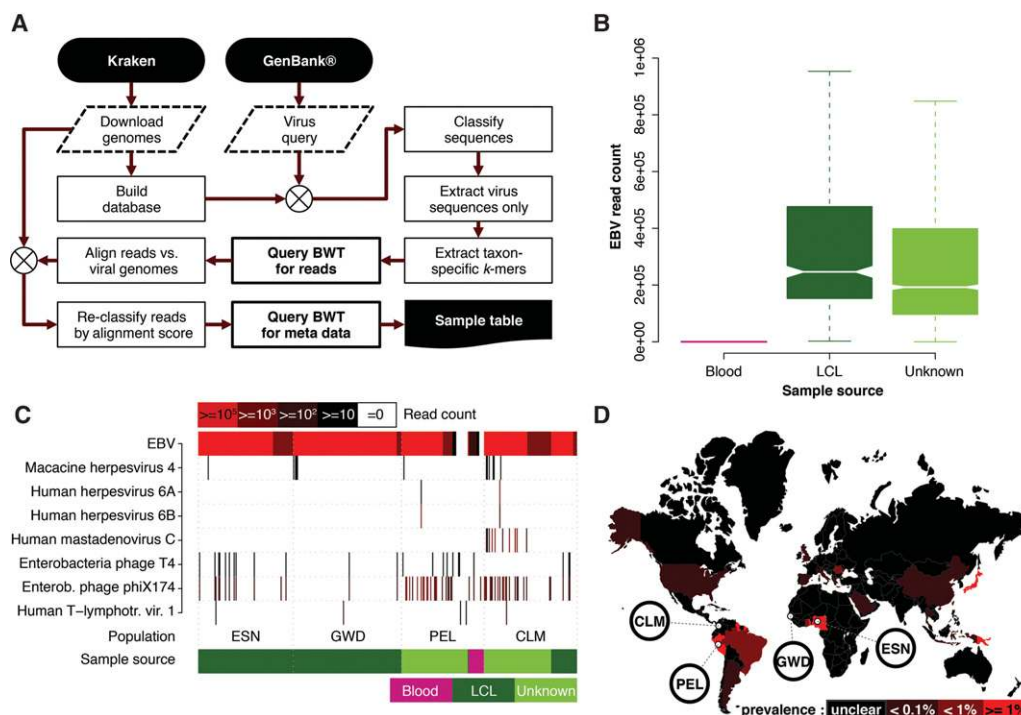 A
Kraken
GenBank®
Download
genomes
Virus
query
Classify
sequences
Build
database
Extract virus
sequences only
Align reads vs.
viral genomes
Query BWT
for reads
Extract taxon-
specific k-mers
Re-classify reads
by alignment score
Query BWT
for meta data
Sample table
B
EBV read count
1e+06
8e+05
6e+05
4e+05
2e+05
0e+00
Blood
LCL
Unknown
Sample source
C
>=10⁵
>=10³
>=10²
>=10
=0
Read count
EBV
Macacine herpesvirus 4
Human herpesvirus 6A
Human herpesvirus 6B
Human mastadenovirus C
Enterobacteria phage T4
Enterob. phage phiX174
Human T−lymphotr. vir. 1
Population
ESN
GWD
PEL
CLM
Sample source
Blood
LCL
Unknown
D
CLM
PEL
GWD
ESN
prevalence :
unclear
< 0.1%
< 1%
>= 1%